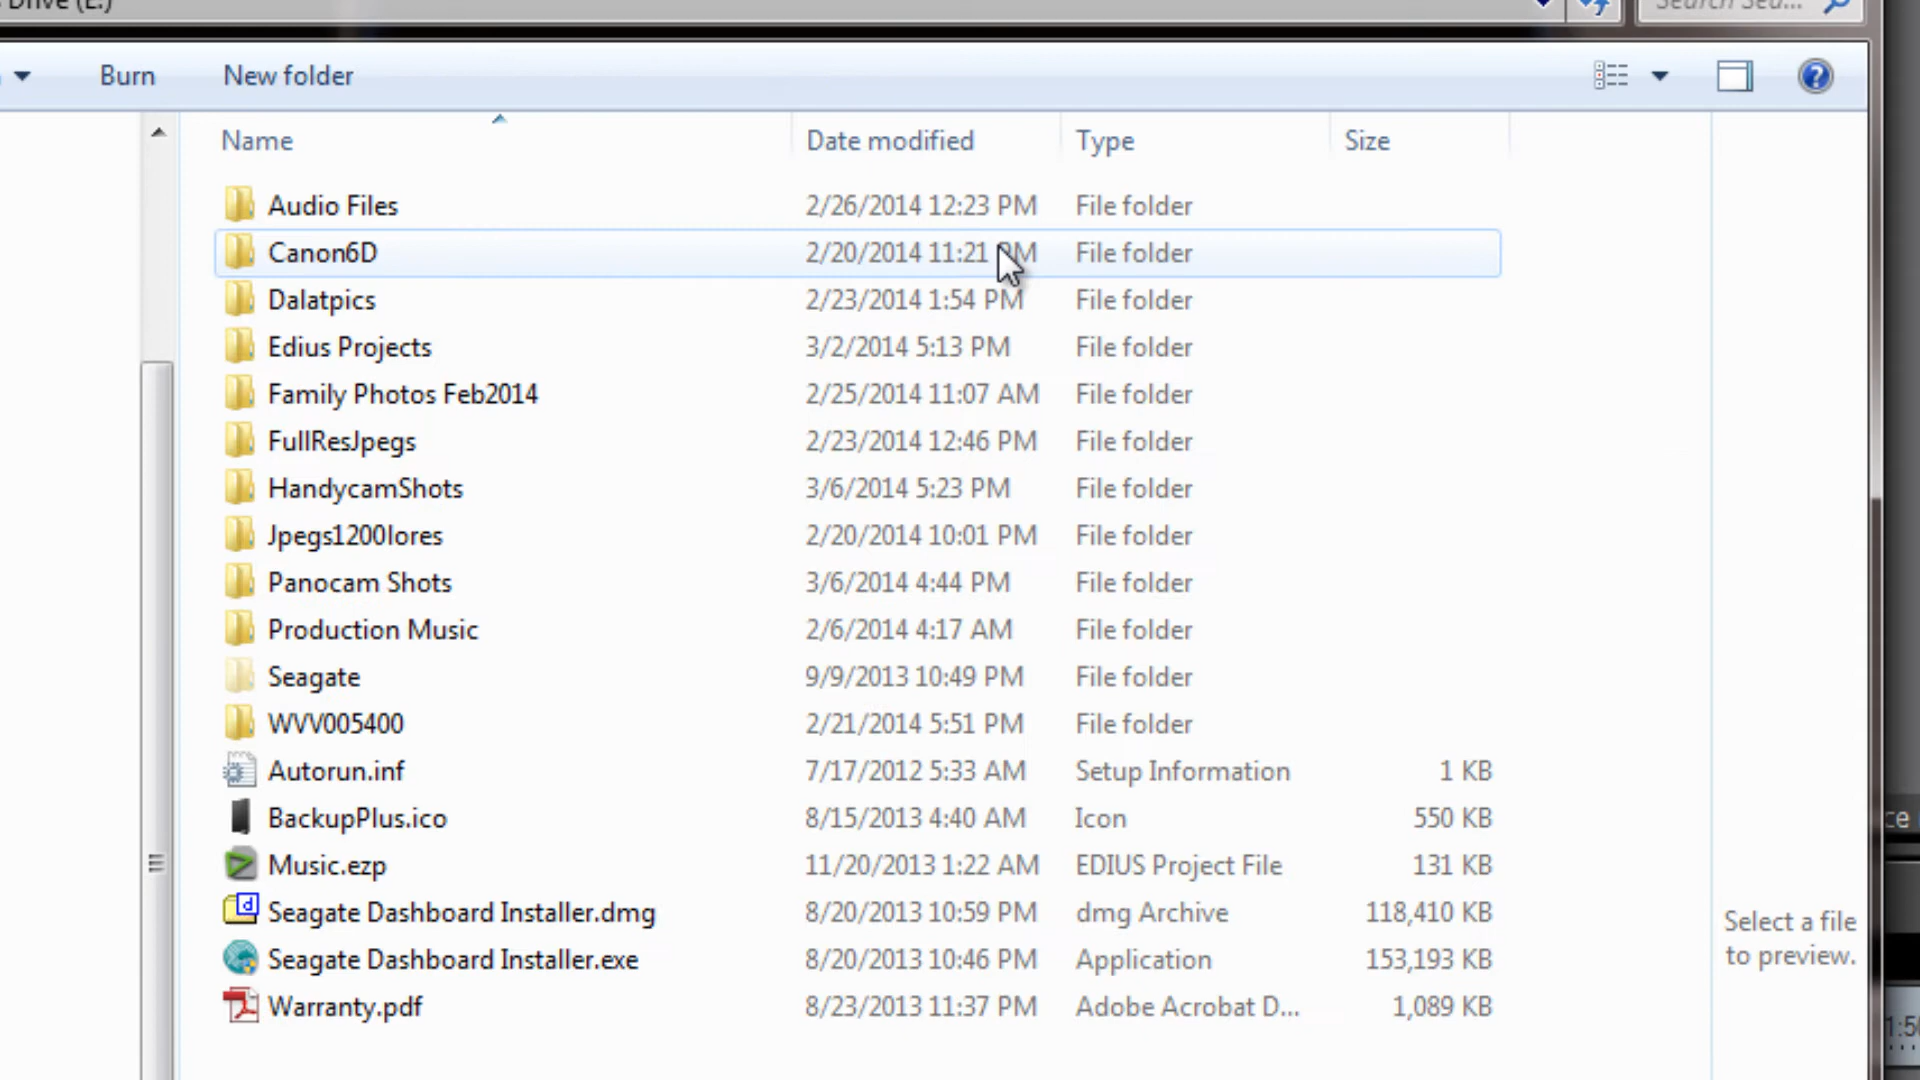 Drive (E:)
Search Sea...
Burn New folder
Name Date modified Type Size
Audio Files 2/26/2014 12:23 PM File folder
Canon6D 2/20/2014 11:21 PM File folder
Dalatpics 2/23/2014 1:54 PM File folder
Edius Projects 3/2/2014 5:13 PM File folder
Family Photos Feb2014 2/25/2014 11:07 AM File folder
FullResJpegs 2/23/2014 12:46 PM File folder
HandycamShots 3/6/2014 5:23 PM File folder
Jpegs1200lores 2/20/2014 10:01 PM File folder
Panocam Shots 3/6/2014 4:44 PM File folder
Production Music 2/6/2014 4:17 AM File folder
Seagate 9/9/2013 10:49 PM File folder
WVV005400 2/21/2014 5:51 PM File folder
Autorun.inf 7/17/2012 5:33 AM Setup Information 1 KB
BackupPlus.ico 8/15/2013 4:40 AM Icon 550 KB
Music.ezp 11/20/2013 1:22 AM EDIUS Project File 131 KB
Seagate Dashboard Installer.dmg 8/20/2013 10:59 PM dmg Archive 118,410 KB
Seagate Dashboard Installer.exe 8/20/2013 10:46 PM Application 153,193 KB
Warranty.pdf 8/23/2013 11:37 PM Adobe Acrobat D... 1,089 KB
Select a file
to preview.